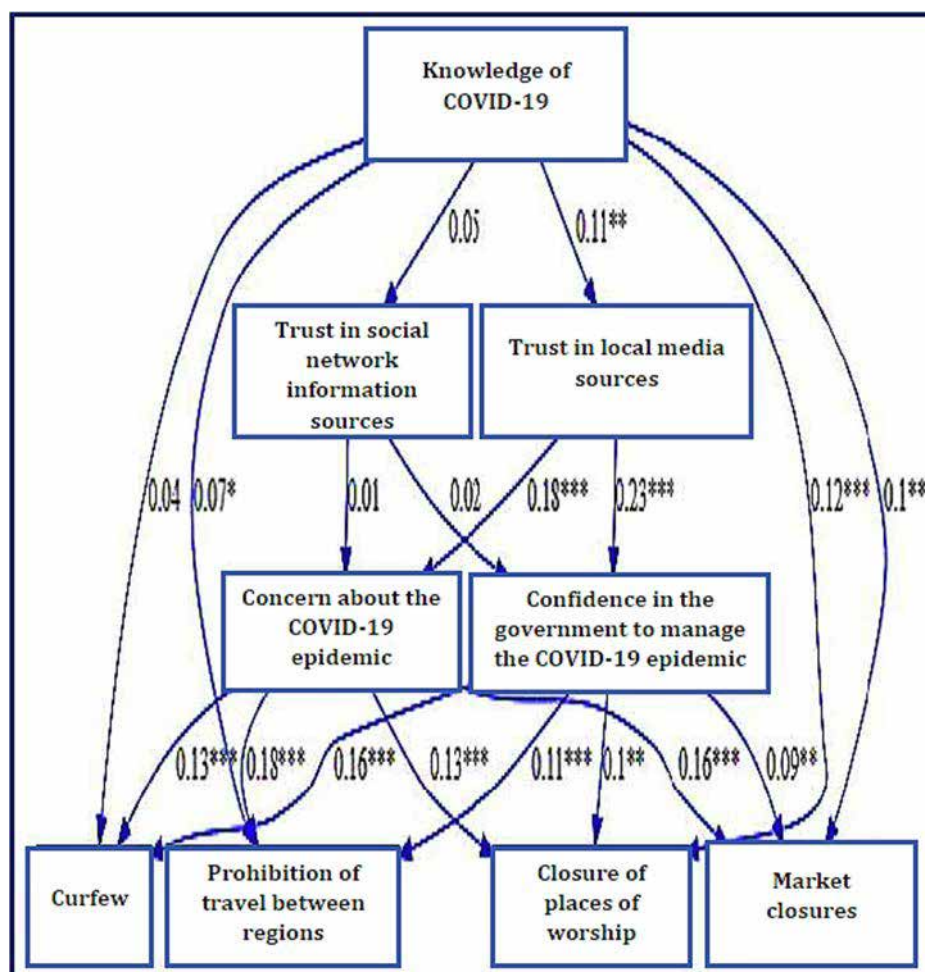 Knowledge of
COVID-19
0.05
0.11**
Trust in social
network
information
sources
Trust in local media
sources
0.04
0.07*
0.01
0.02
0.18***
0.23***
0.12***
0.1**
Concern about the
COVID-19
epidemic
Confidence in the
government to manage
the COVID-19 epidemic
0.13***
0.18***
0.16***
0.13***
0.11***
0.1**
0.16***
0.09**
Curfew
Prohibition of
travel between
regions
Closure of
places of
worship
Market
closures